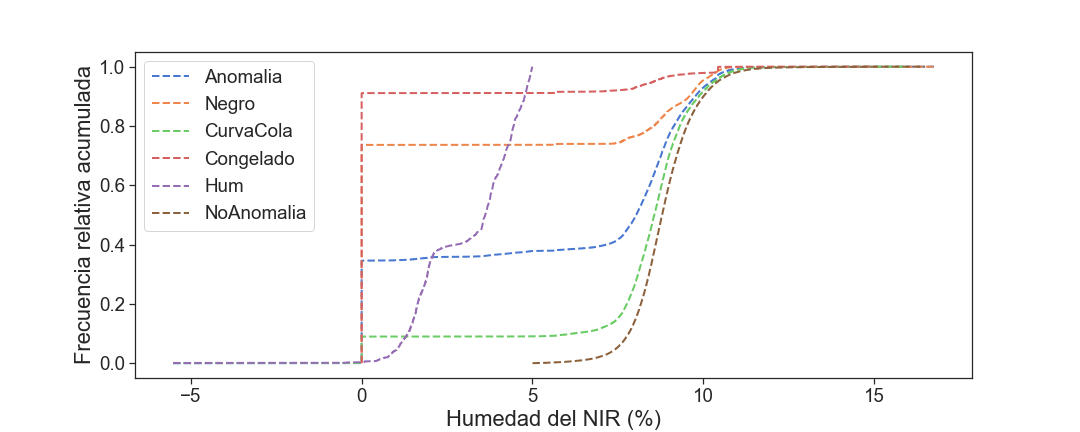 Frecuencia relativa acumulada
1.0
0.8
0.6
0.4
0.2
0.0
Anomalia
Negro
CurvaCola
Congelado
Hum
NoAnomalia
−5
0
5
10
15
Humedad del NIR (%)